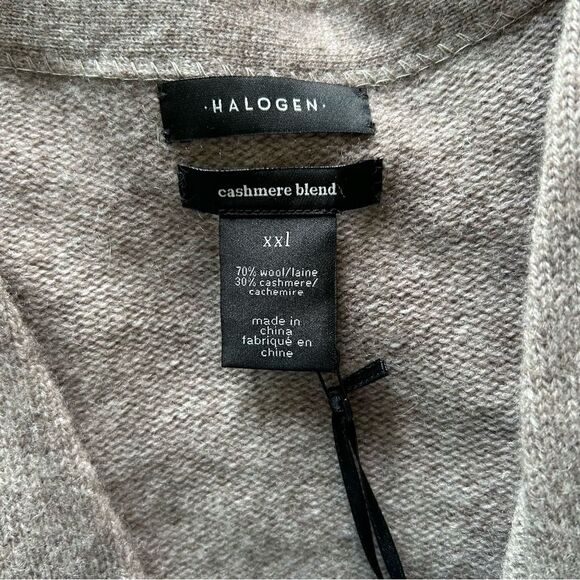 ·HALOGEN·
cashmere blend
xxl
70% wool/laine
30% cashmere/
cachemire
made in
china
fabriqué en
chine